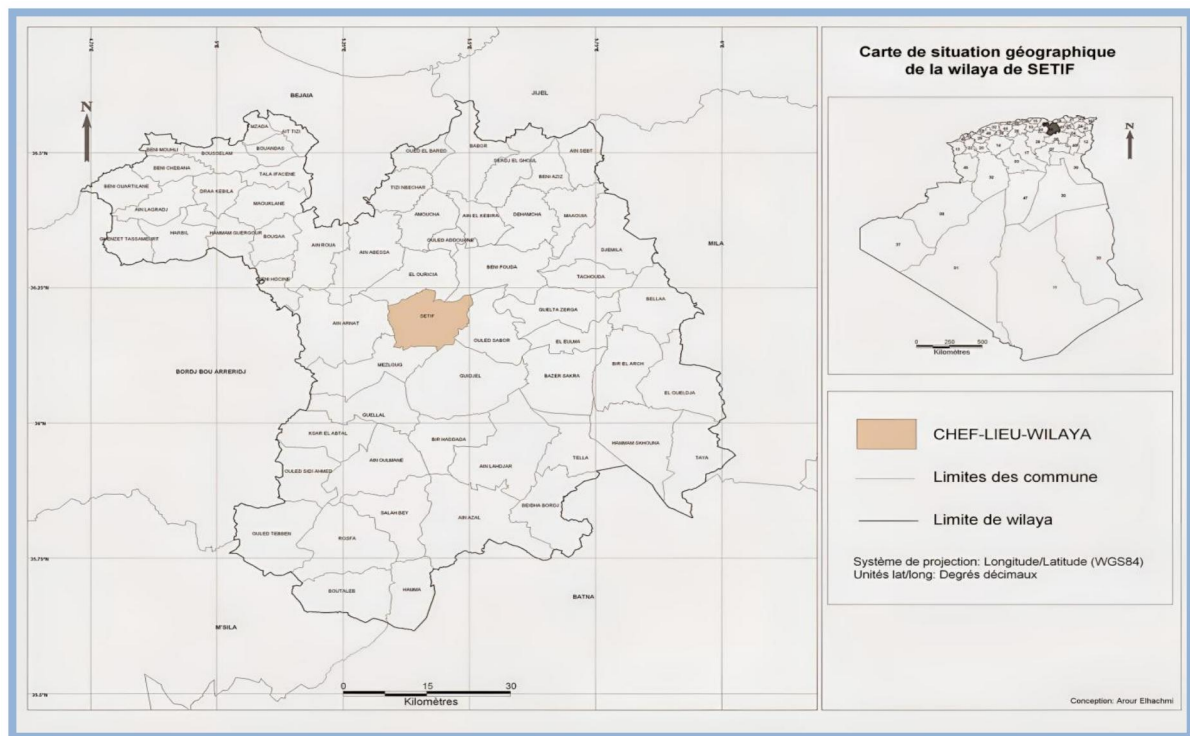 Carte de situation géographique
de la wilaya de SETIF
N
BEJAIA
JIJEL
MILA
BATNA
M'SILA
BORDJ BOU ARRERIDJ
36.5°N
36.25°N
36°N
35.75°N
35.5°N
MZADA
AIT TIZI
BENI MOUHLI
BOUSSELAM
BOUANDAS
BENI CHEBANA
TALA IFACENE
BENI OUARTILANE
DRAA KEBILA
MAOUKLANE
AIN LAGRADJ
HARBIL
HAMMAM GUERGOUR
BOUGAA
AIN ROUA
OUED EL BARED
BABOR
SERDJ EL GHOUL
AIN SEBT
BENI AZIZ
TIZI NBECHAR
AMOUCHA
AIN EL KEBIRA
DEHAMCHA
MAAOUIA
OULED ADDOUANE
AIN ABESSA
DJEMILA
EL OURICIA
BENI FOUDA
TACHOUDA
BELLAA
AIN ARNAT
SETIF
GUELTA ZERGA
OULED SABOR
EL EULMA
MEZLOUG
GUIDJEL
BAZER SAKRA
BIR EL ARCH
EL OUELDJA
GUELLAL
KSAR EL ABTAL
BIR HADDADA
HAMMAM
OULED SIDI AHMED
AIN OULMANE
AIN LAHDJAR
TELLA
TAYA
SALAH BEY
AIN AZAL
BEIDHA BORDJ
OULED TEBBEN
ROSFA
BOUTALEB
HAMMA
0 15 30
Kilomètres
N
0 250 500
Kilomètres
CHEF-LIEU-WILAYA
Limites des commune
Limite de wilaya
Système de projection: Longitude/Latitude (WGS84)
Unités lat/long: Degrés décimaux
Conception: Arour Elhachmi